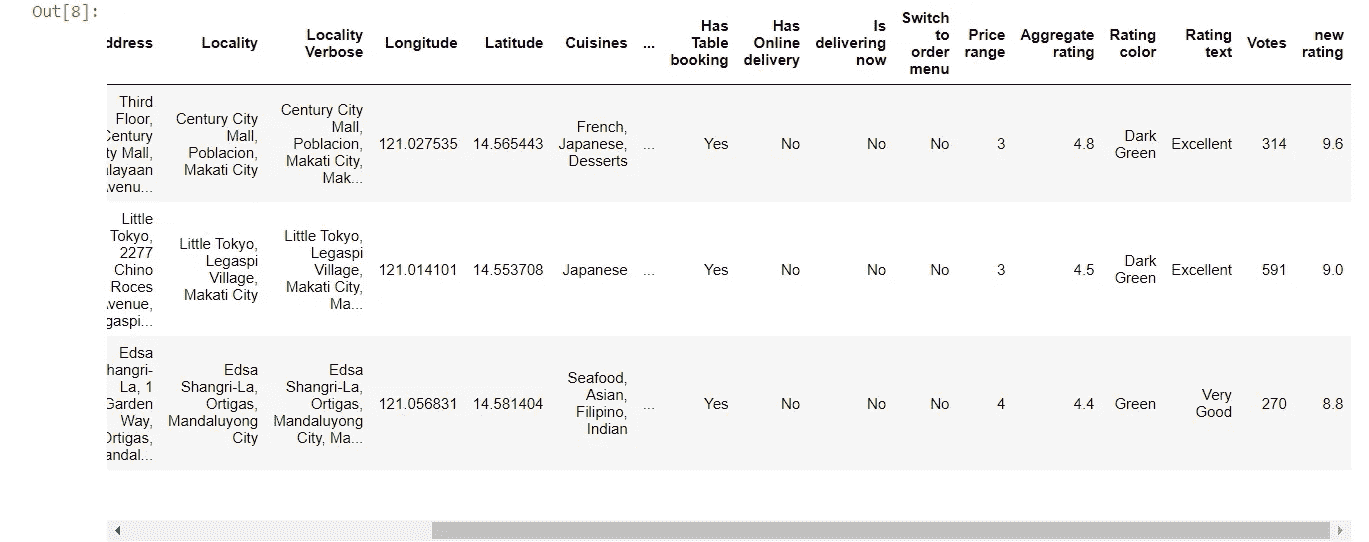 Out[8]:
ddress
Locality
Locality
Verbose
Longitude
Latitude
Cuisines
...
Has
Table
booking
Has
Online
delivery
Is
delivering
now
Switch
to
order
menu
Price
range
Aggregate
rating
Rating
color
Rating
text
Votes
new
rating
Third
Floor,
Century
ty Mall,
alayaan
venu...
Century City
Mall,
Poblacion,
Makati City
Century City
Mall,
Poblacion,
Makati City,
Mak...
121.027535
14.565443
French,
Japanese,
Desserts
...
Yes
No
No
No
3
4.8
Dark
Green
Excellent
314
9.6
Little
Tokyo,
2277
Chino
Roces
venue,
gaspi...
Little Tokyo,
Legaspi
Village,
Makati City
Little Tokyo,
Legaspi
Village,
Makati City,
Ma...
121.014101
14.553708
Japanese
...
Yes
No
No
No
3
4.5
Dark
Green
Excellent
591
9.0
Edsa
hangri-
La, 1
Garden
Way,
Ortigas,
andal...
Edsa
Shangri-La,
Ortigas,
Mandaluyong
City
Edsa
Shangri-La,
Ortigas,
Mandaluyong
City, Ma...
121.056831
14.581404
Seafood,
Asian,
Filipino,
Indian
...
Yes
No
No
No
4
4.4
Green
Very
Good
270
8.8